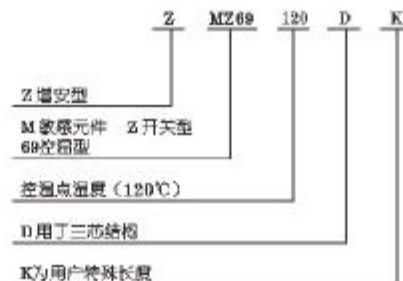 Z MZ69 120 D K
Z增安型
M敏感元件 Z开关型
69控温型
控温点温度（120℃）
D用于三芯结构
K为用户特殊长度